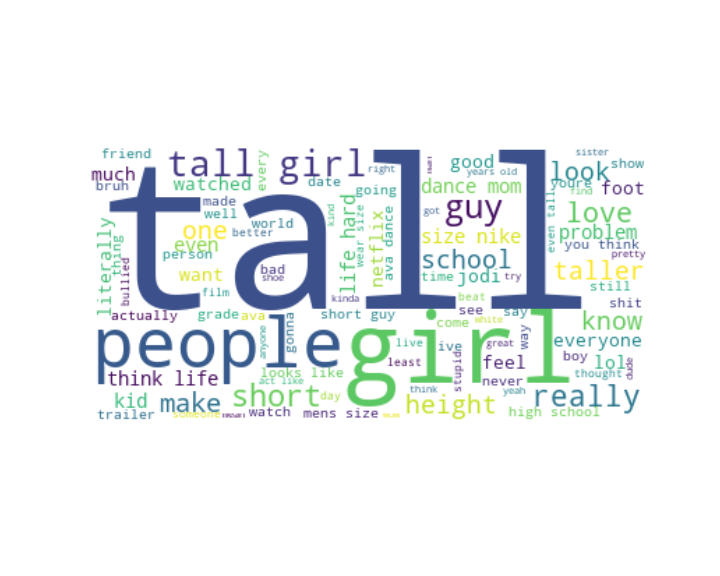 friend
much
bruh
tall girl
watched
every
right
tall
good
years old
dance mom
look
sister
show
youre
find
foot
made
well
date
going
kind
got
guy
love
problem
literally
thing
bullied
one
even
person
want
world
better
bad
shoe
film
life hard
wear size
netflix
ava dance
size nike
school
time
jodi
try
even tall
you think
pretty
taller
still
shit
actually
grade
ava
kinda
short guy
beat
see
say
know
people
girl
anyone
gonna
live
ive
come
white
great
way
everyone
boy
lol
dude
think life
looks like
act like
least
stupid
feel
never
thought
kid
make
short
day
think
yeah
really
trailer
someone
watch
mens size
height
high school